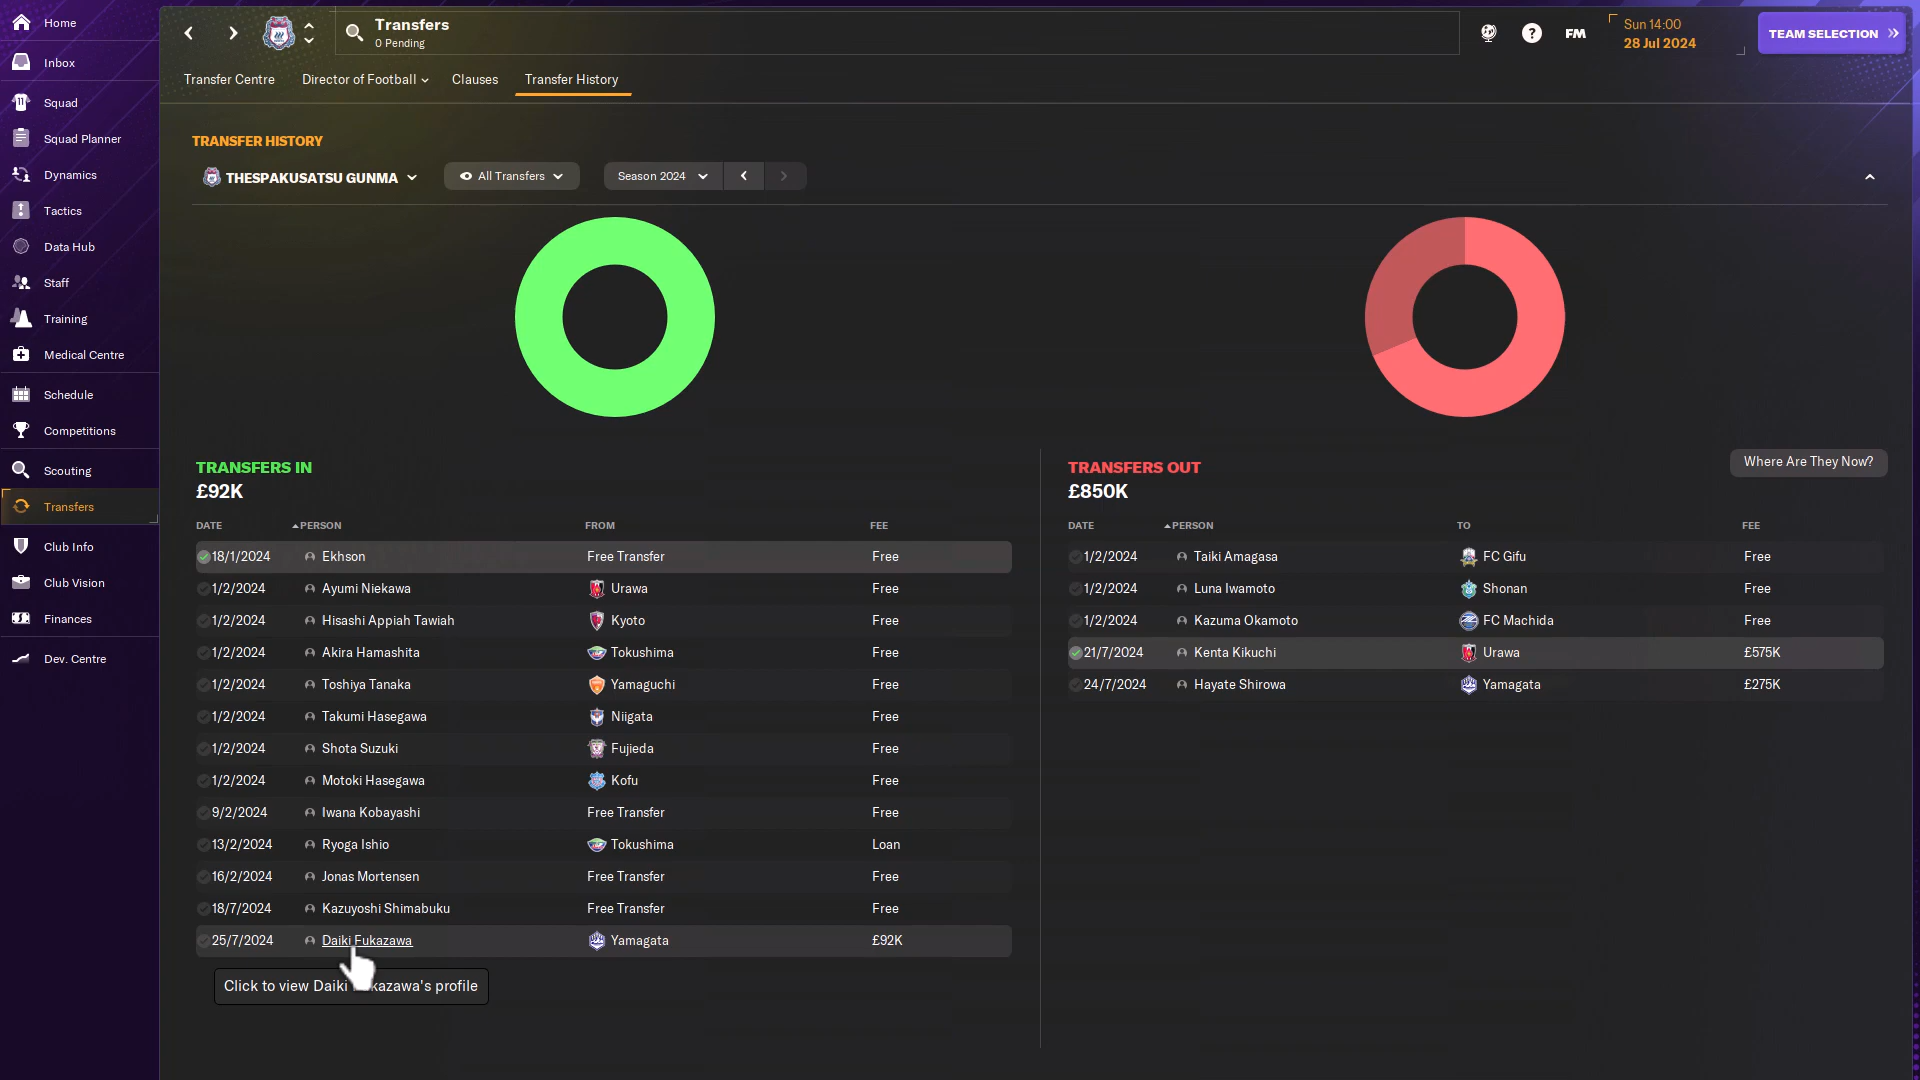 Home
Inbox
Squad
Squad Planner
Dynamics
Tactics
Data Hub
Staff
Training
Medical Centre
Schedule
Competitions
Scouting
Transfers
Club Info
Club Vision
Finances
Dev. Centre
Transfers
0 Pending
FM
Sun 14:00
28 Jul 2024
TEAM SELECTION
Transfer Centre Director of Football Clauses Transfer History
TRANSFER HISTORY
THESPAKUSATSU GUNMA All Transfers Season 2024
TRANSFERS IN
£92K
DATE PERSON FROM FEE
18/1/2024 Ekhson Free Transfer Free
1/2/2024 Ayumi Niekawa Urawa Free
1/2/2024 Hisashi Appiah Tawiah Kyoto Free
1/2/2024 Akira Hamashita Tokushima Free
1/2/2024 Toshiya Tanaka Yamaguchi Free
1/2/2024 Takumi Hasegawa Niigata Free
1/2/2024 Shota Suzuki Fujieda Free
1/2/2024 Motoki Hasegawa Kofu Free
9/2/2024 Iwana Kobayashi Free Transfer Free
13/2/2024 Ryoga Ishio Tokushima Loan
16/2/2024 Jonas Mortensen Free Transfer Free
18/7/2024 Kazuyoshi Shimabuku Free Transfer Free
25/7/2024 Daiki Fukazawa Yamagata £92K
Click to view Daiki Fukazawa's profile
TRANSFERS OUT
£850K
Where Are They Now?
DATE PERSON TO FEE
1/2/2024 Taiki Amagasa FC Gifu Free
1/2/2024 Luna Iwamoto Shonan Free
1/2/2024 Kazuma Okamoto FC Machida Free
21/7/2024 Kenta Kikuchi Urawa £575K
24/7/2024 Hayate Shirowa Yamagata £275K